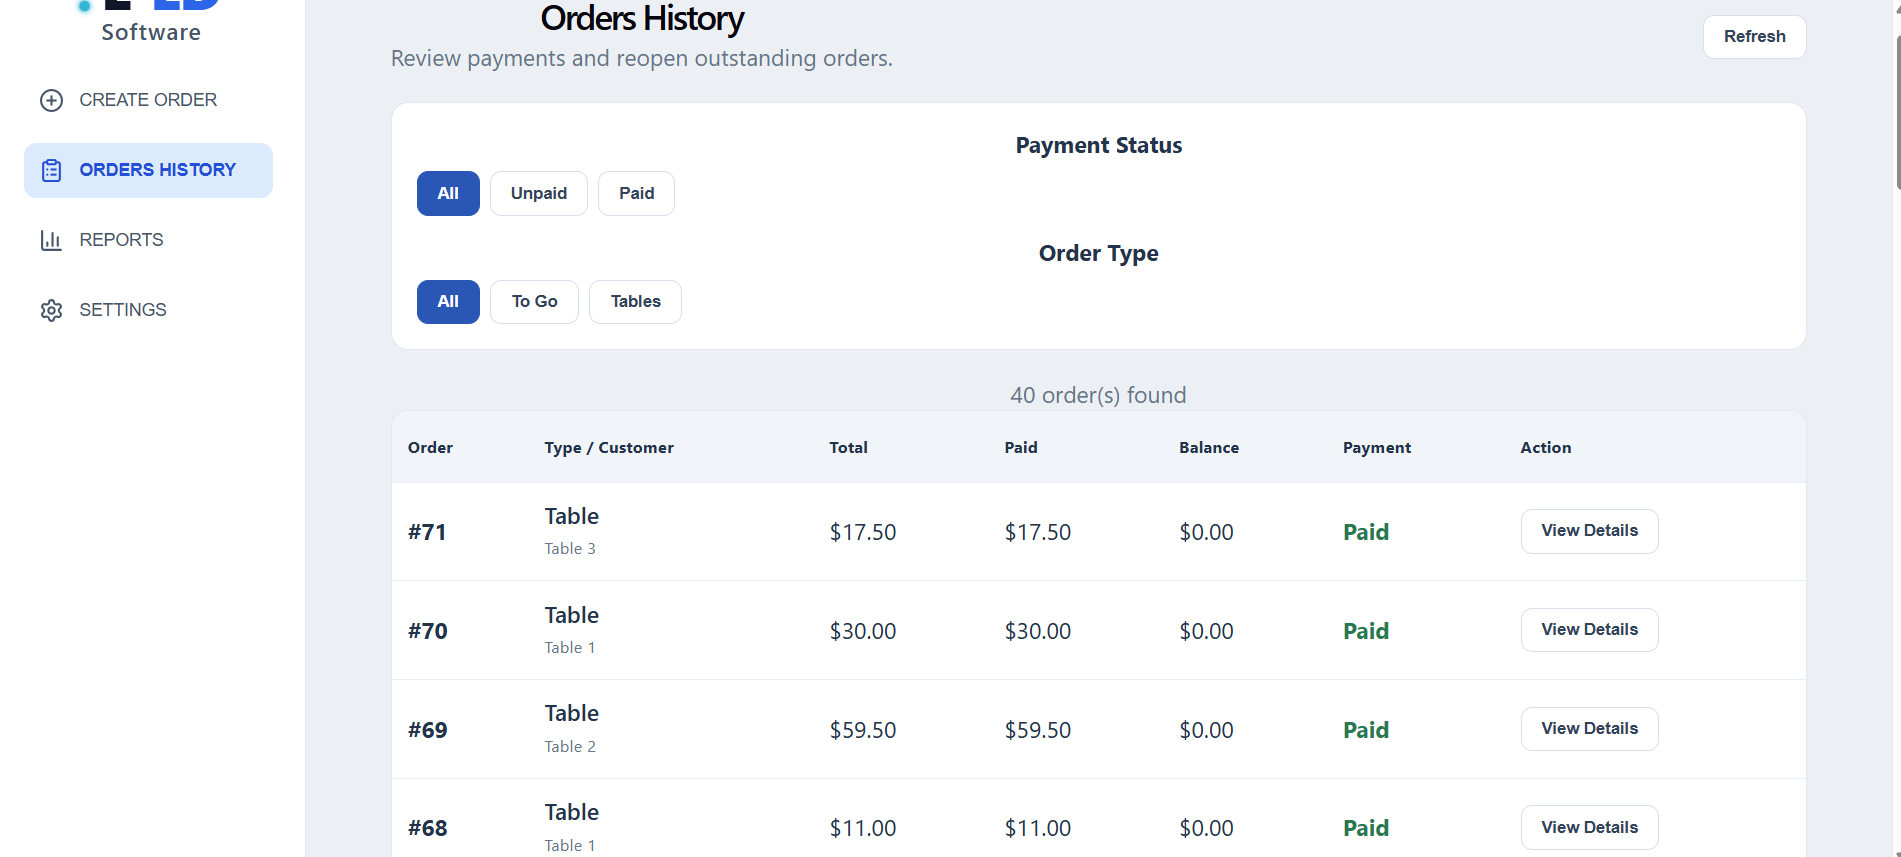 Software
CREATE ORDER
ORDERS HISTORY
REPORTS
SETTINGS
Orders History
Review payments and reopen outstanding orders.
Refresh
Payment Status
All Unpaid Paid
Order Type
All To Go Tables
40 order(s) found
Order Type / Customer Total Paid Balance Payment Action
#71 Table $17.50 $17.50 $0.00 Paid View Details
Table 3
#70 Table $30.00 $30.00 $0.00 Paid View Details
Table 1
#69 Table $59.50 $59.50 $0.00 Paid View Details
Table 2
#68 Table $11.00 $11.00 $0.00 Paid View Details
Table 1